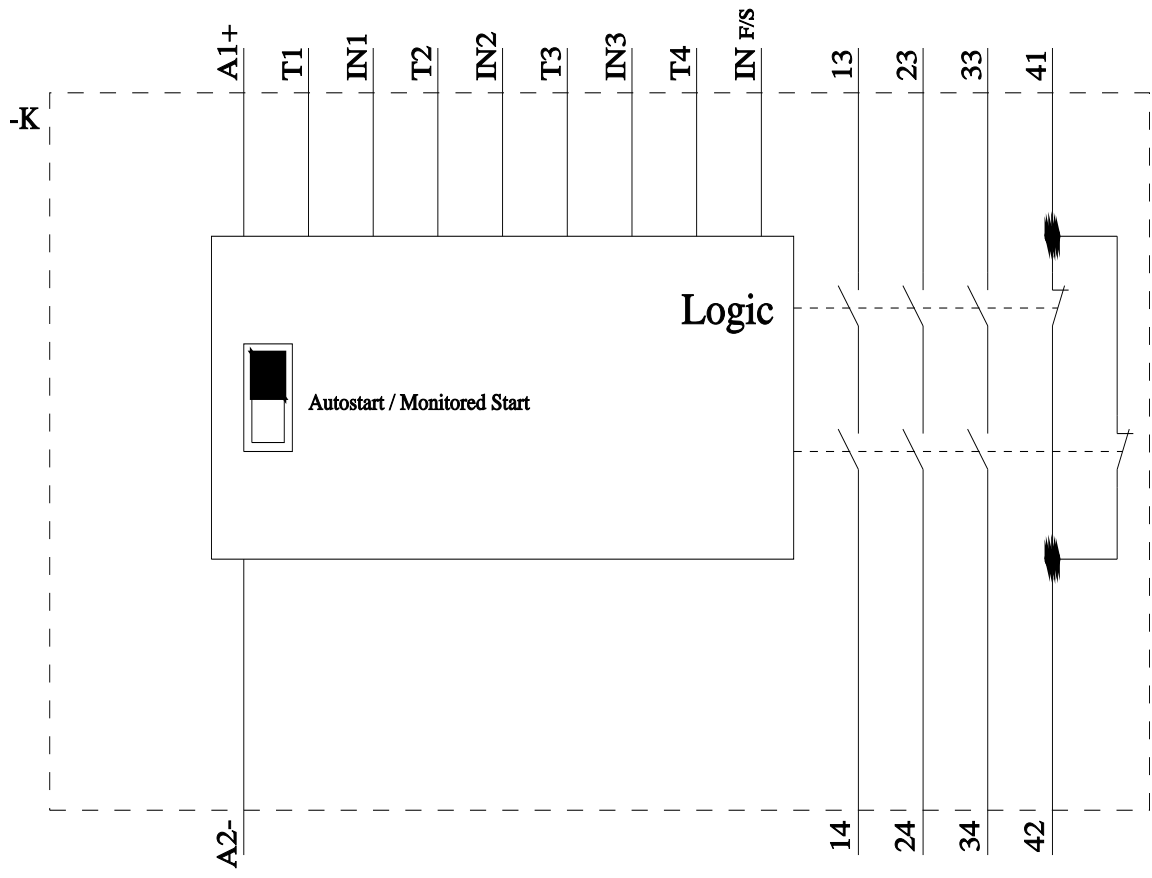 A1+
T1
IN1
T2
IN2
T3
IN3
T4
IN F/S
13
23
33
41
-K
Logic
Autostart / Monitored Start
A2-
14
24
34
42